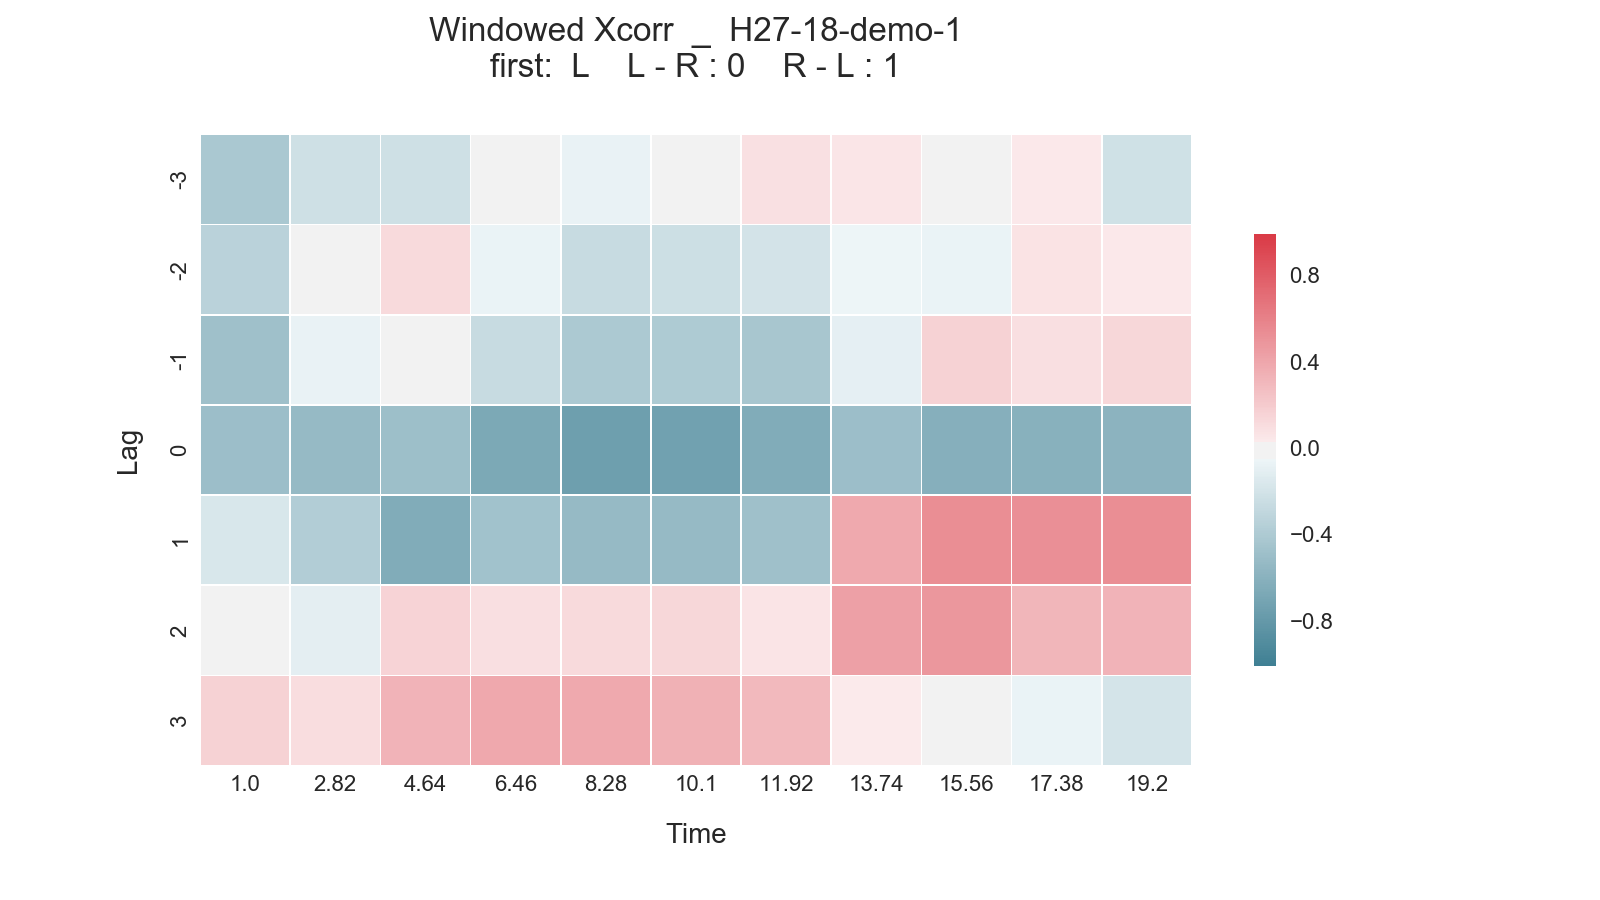 Windowed Xcorr _ H27-18-demo-1
first: L L - R : 0 R - L : 1
Lag
-3
-2
-1
0
1
2
3
1.0 2.82 4.64 6.46 8.28 10.1 11.92 13.74 15.56 17.38 19.2
Time
0.8
0.4
0.0
−0.4
−0.8